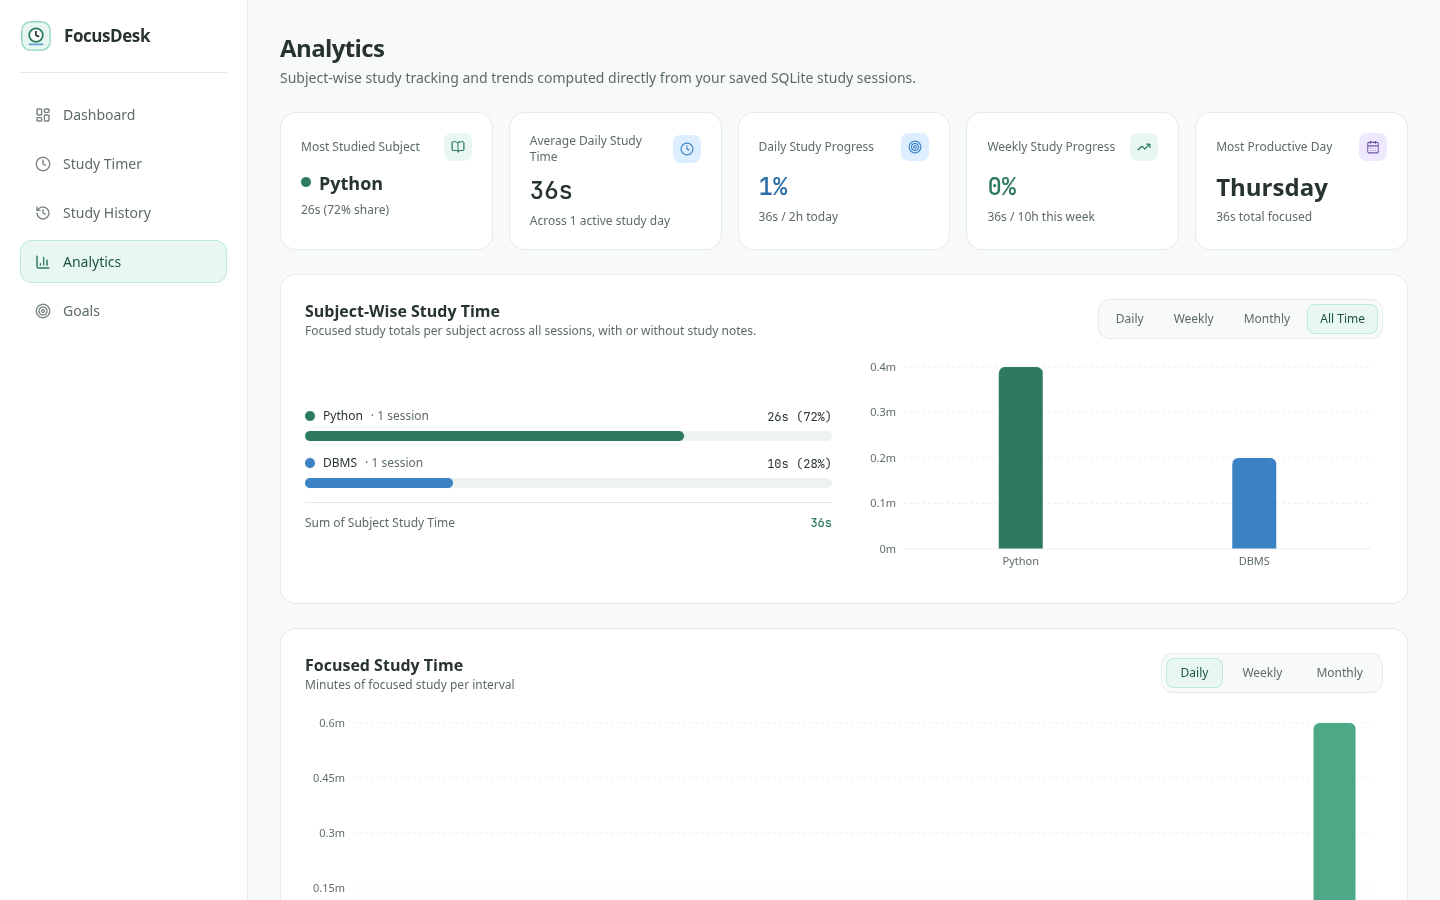 FocusDesk
Dashboard
Study Timer
Study History
Analytics
Goals
Analytics
Subject-wise study tracking and trends computed directly from your saved SQLite study sessions.
Most Studied Subject
Python
26s (72% share)
Average Daily Study
Time
36s
Across 1 active study day
Daily Study Progress
1%
36s / 2h today
Weekly Study Progress
0%
36s / 10h this week
Most Productive Day
Thursday
36s total focused
Subject-Wise Study Time
Focused study totals per subject across all sessions, with or without study notes.
Daily Weekly Monthly All Time
Python · 1 session 26s (72%)
DBMS · 1 session 10s (28%)
Sum of Subject Study Time 36s
0.4m
0.3m
0.2m
0.1m
0m
Python DBMS
Focused Study Time
Minutes of focused study per interval
Daily Weekly Monthly
0.6m
0.45m
0.3m
0.15m